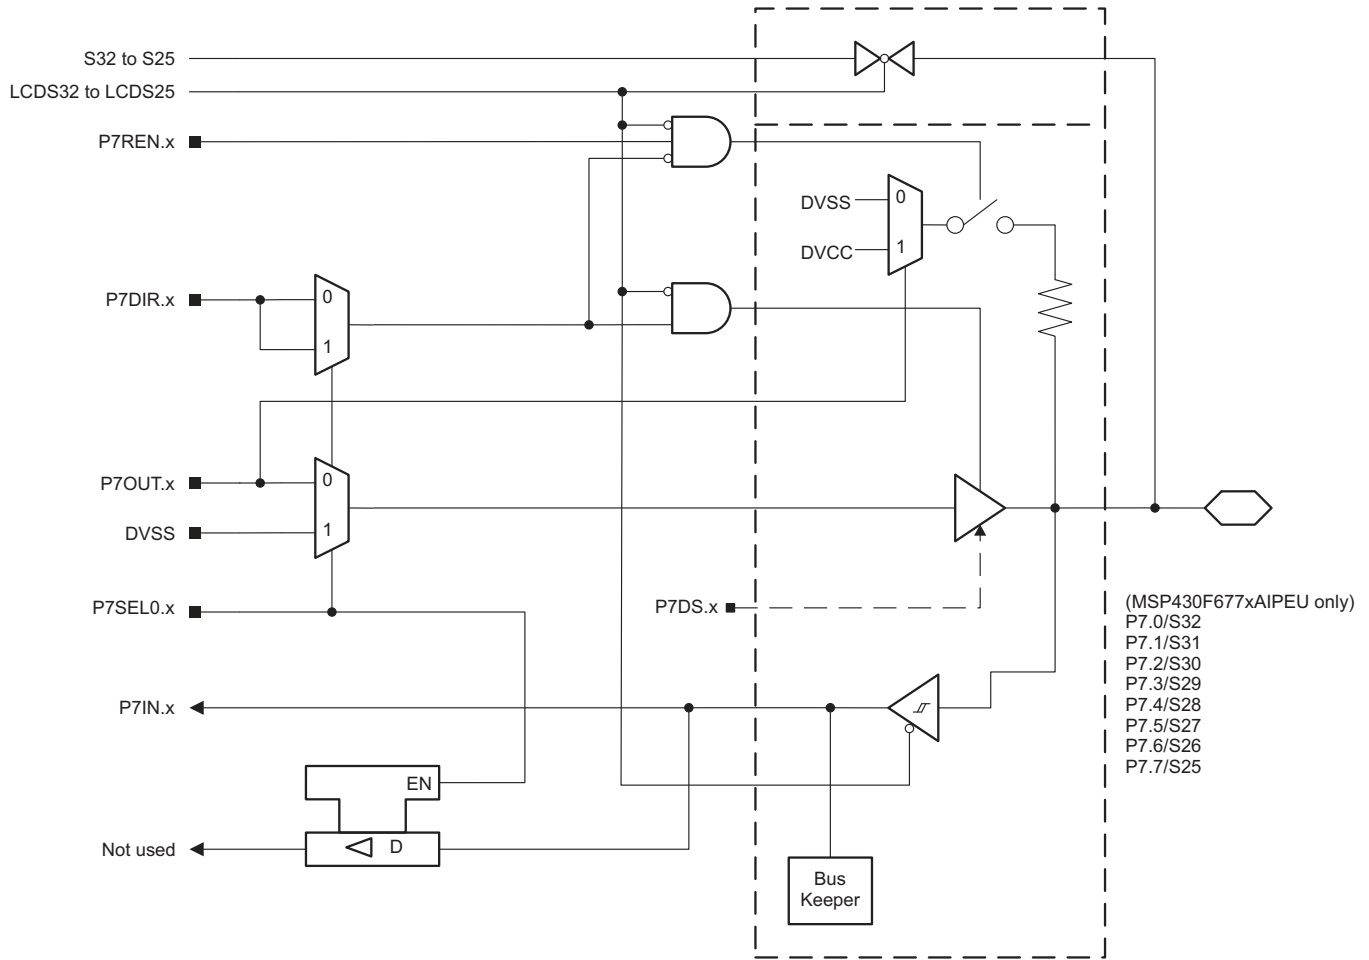 S32 to S25
LCDS32 to LCDS25
P7REN.x
DVSS
0
DVCC
1
P7DIR.x
0
1
P7OUT.x
0
DVSS
1
P7SEL0.x
P7DS.x
(MSP430F677xAIPEU only)
P7.0/S32
P7.1/S31
P7.2/S30
P7.3/S29
P7.4/S28
P7.5/S27
P7.6/S26
P7.7/S25
P7IN.x
EN
Not used
D
Bus
Keeper